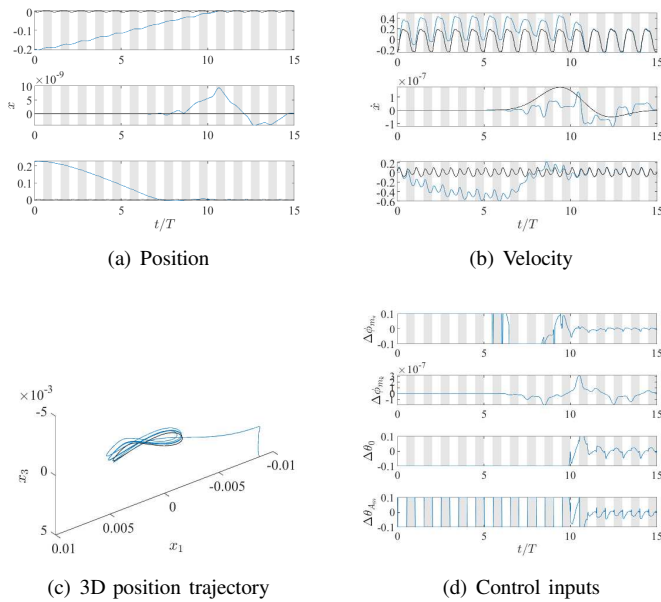 0
-0.1
-0.2
0 5 10 15
×10⁻⁹
10
5
0
x
0 5 10 15
0.2
0.1
0
0 5 10 15
t/T
(a) Position
0.4
0.2
0
-0.2
0 5 10 15
×10⁻⁷
1
0
-1
ẋ
0 5 10 15
0.2
0
-0.2
-0.4
-0.6
0 5 10 15
t/T
(b) Velocity
×10⁻³
-5
0
5
x₃
0.01
0.005
0
-0.005
-0.01
x₁
(c) 3D position trajectory
0.1
0
-0.1
0 5 10 15
×10⁻⁷
3
2
1
0
-1
0 5 10 15
0.1
0
-0.1
Δθ₀
0 5 10 15
0.1
0
-0.1
0 5 10 15
t/T
(d) Control inputs